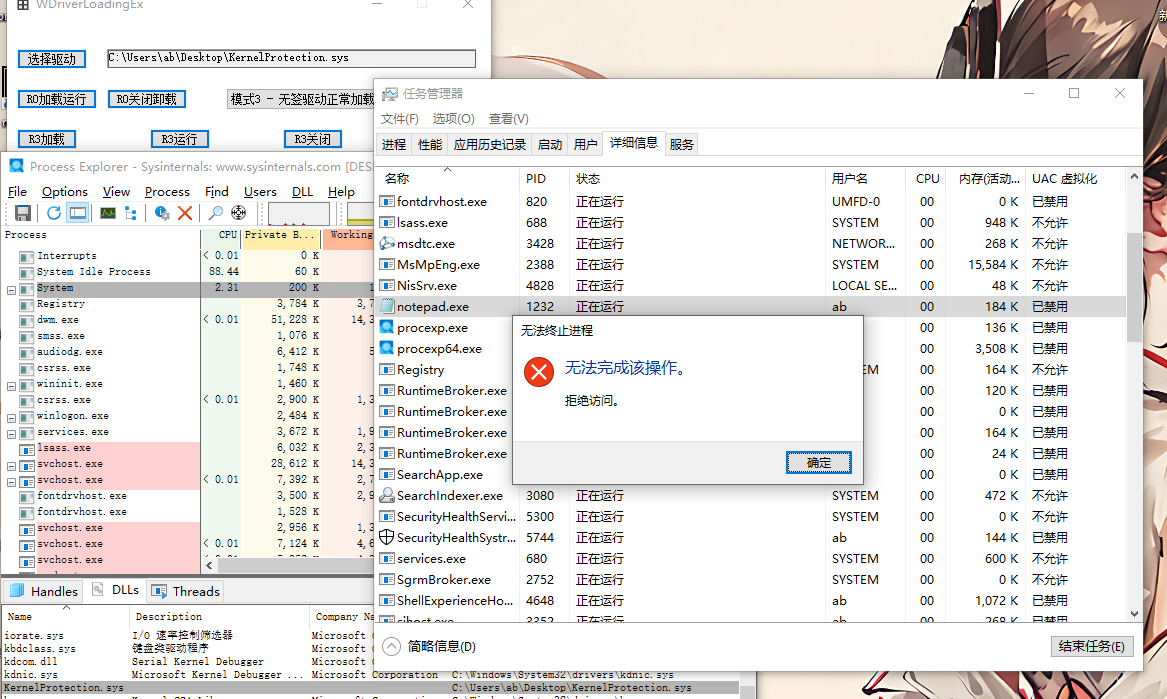 WDriverLoadingEx
选择驱动 C:\Users\ab\Desktop\KernelProtection.sys
R0加载运行 R0关闭卸载 模式3 - 无签驱动正常加载
R3加载 R3运行 R3关闭
Process Explorer - Sysinternals: www.sysinternals.com [DES
File Options View Process Find Users DLL Help
Process CPU Private B... Working
Interrupts < 0.01 0 K
System Idle Process 88.44 60 K
System 2.31 200 K
Registry 3,784 K 3, 7
dwm.exe < 0.01 51,228 K 14, 3
smss.exe 1,076 K
audiodg.exe 6,412 K 5
csrss.exe 1,748 K
wininit.exe 1,460 K
csrss.exe < 0.01 2,900 K 1, 3
winlogon.exe 2,484 K
services.exe 3,672 K 1, 9
lsass.exe 6,032 K 2, 3
svchost.exe 28,612 K 14, 3
svchost.exe < 0.01 7,392 K 2, 7
fontdrvhost.exe 3,500 K 2, 9
fontdrvhost.exe 1,528 K
svchost.exe 2,956 K 1, 3
svchost.exe < 0.01 7,124 K 4, 6
svchost.exe
Handles DLLs Threads
Name Description Company Na
iorate.sys I/O 速率控制筛选器 Microsoft C
kbdclass.sys 键盘类驱动程序 Microsoft C
kdcom.dll Serial Kernel Debugger Microsoft C
kdnic.sys Microsoft Kernel Debugger ... Microsoft Corporation C:\Windows\System32\drivers\kdnic.sys
KernelProtection.sys C:\Users\ab\Desktop\KernelProtection.sys
任务管理器
文件(F) 选项(O) 查看(V)
进程 性能 应用历史记录 启动 用户 详细信息 服务
名称 PID 状态 用户名 CPU 内存(活动... UAC 虚拟化
fontdrvhost.exe 820 正在运行 UMFD-0 00 0 K 已禁用
lsass.exe 688 正在运行 SYSTEM 00 948 K 不允许
msdtc.exe 3428 正在运行 NETWOR... 00 268 K 不允许
MsMpEng.exe 2388 正在运行 SYSTEM 00 15,584 K 不允许
NisSrv.exe 4828 正在运行 LOCAL SE... 00 48 K 不允许
notepad.exe 1232 正在运行 ab 00 184 K 已禁用
procexp.exe 00 136 K 已禁用
procexp64.exe 00 3,508 K 已禁用
Registry EM 00 164 K 不允许
RuntimeBroker.exe 00 120 K 已禁用
RuntimeBroker.exe 00 0 K 已禁用
RuntimeBroker.exe 00 164 K 已禁用
RuntimeBroker.exe 00 24 K 已禁用
SearchApp.exe 00 0 K 已禁用
SearchIndexer.exe 3080 正在运行 SYSTEM 00 472 K 不允许
SecurityHealthServi... 5300 正在运行 SYSTEM 00 0 K 不允许
SecurityHealthSystr... 5744 正在运行 ab 00 144 K 已禁用
services.exe 680 正在运行 SYSTEM 00 600 K 不允许
SgrmBroker.exe 2752 正在运行 SYSTEM 00 0 K 不允许
ShellExperienceHo... 4648 正在运行 ab 00 1,072 K 已禁用
sihost.exe 3352 正在运行 ab 00 268 K 已禁用
简略信息(D) 结束任务(E)
无法终止进程
无法完成该操作。
拒绝访问。
确定